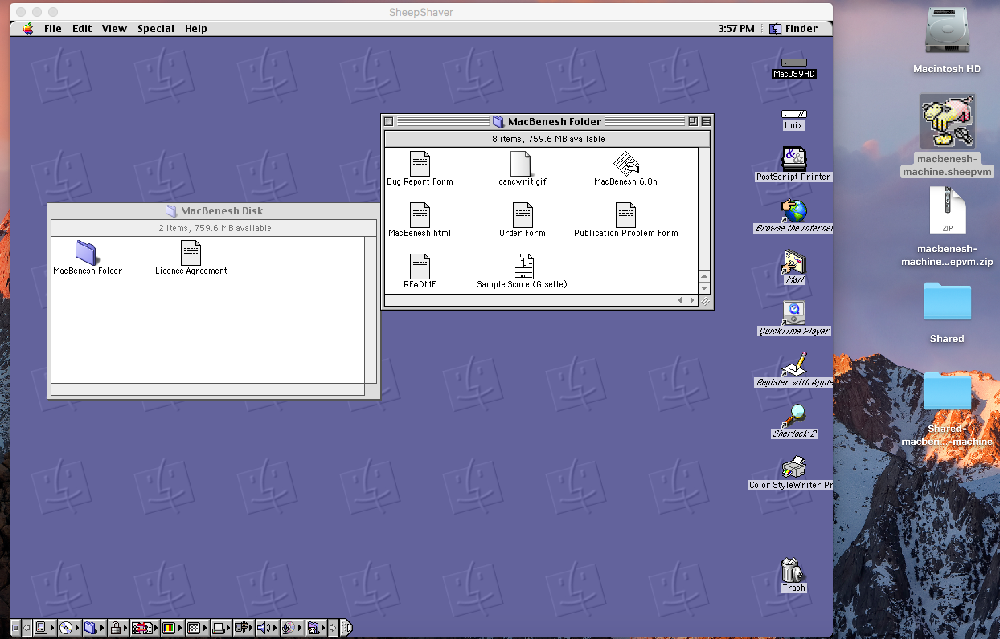 SheepShaver
File Edit View Special Help 3:57 PM Finder
MacOS9HD
Unix
PostScript Printer
Browse the Internet
Mail
QuickTime Player
Register with Apple
Sherlock 2
Color StyleWriter Pr
Trash
MacBenesh Folder
8 items, 759.6 MB available
Bug Report Form
dancwrit.gif
MacBenesh 6.0n
MacBenesh.html
Order Form
Publication Problem Form
README
Sample Score (Giselle)
MacBenesh Disk
2 items, 759.6 MB available
MacBenesh Folder
Licence Agreement
Macintosh HD
macbenesh-
machine.sheepvm
ZIP
macbenesh-
machine...epvm.zip
Shared
Shared-
macben...-machine